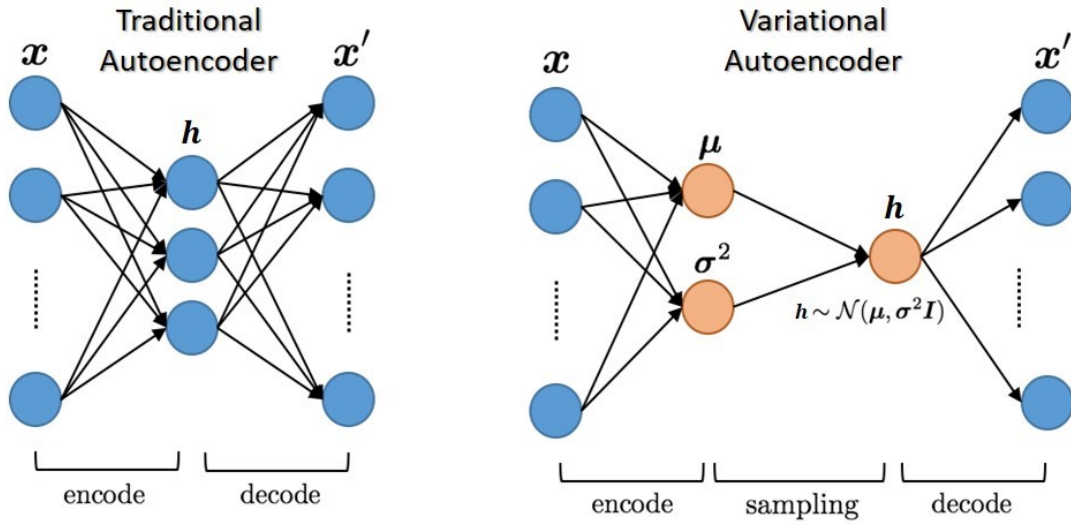 Traditional
Autoencoder
x
x′
h
encode
decode
Variational
Autoencoder
x
x′
μ
σ²
h
h ∼ 𝒩(μ, σ²I)
encode
sampling
decode